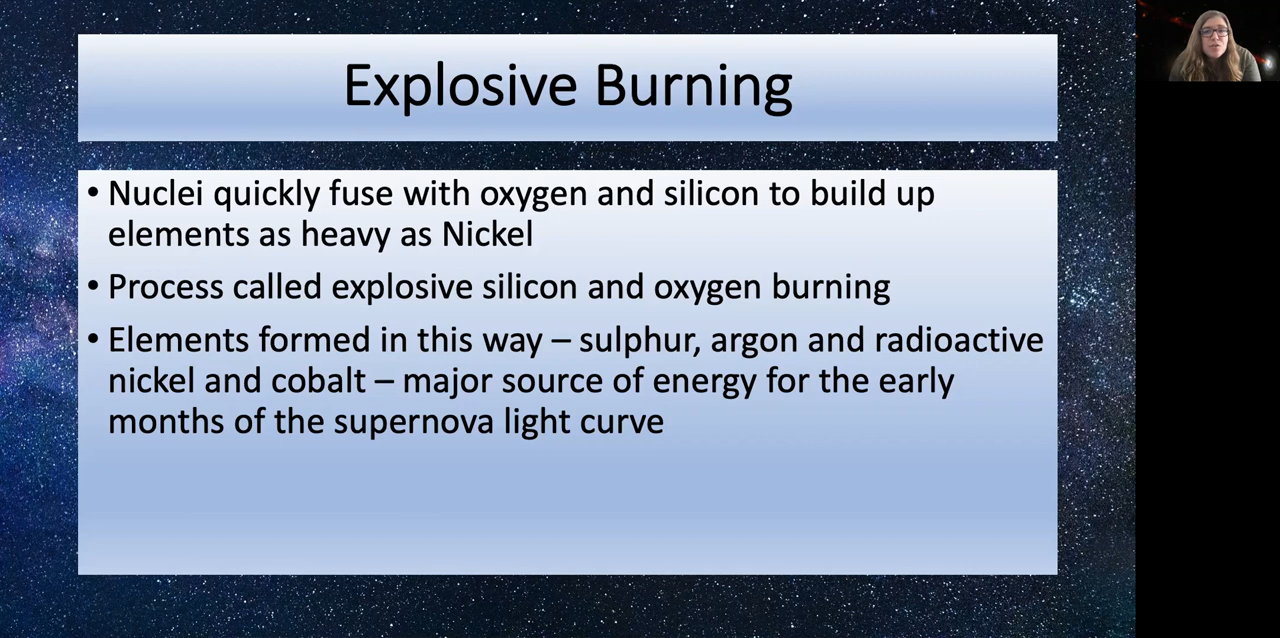 Explosive Burning
• Nuclei quickly fuse with oxygen and silicon to build up
elements as heavy as Nickel
• Process called explosive silicon and oxygen burning
• Elements formed in this way – sulphur, argon and radioactive
nickel and cobalt – major source of energy for the early
months of the supernova light curve